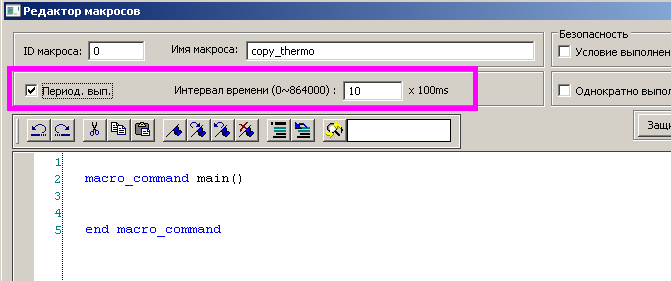 Редактор макросов
ID макроса: 0 Имя макроса: copy_thermo
Безопасность
Условие выполнен
Период. вып. Интервал времени (0~864000) : 10 x 100ms
Однократно выпол
Защи
1
2 macro_command main()
3
4
5 end macro_command